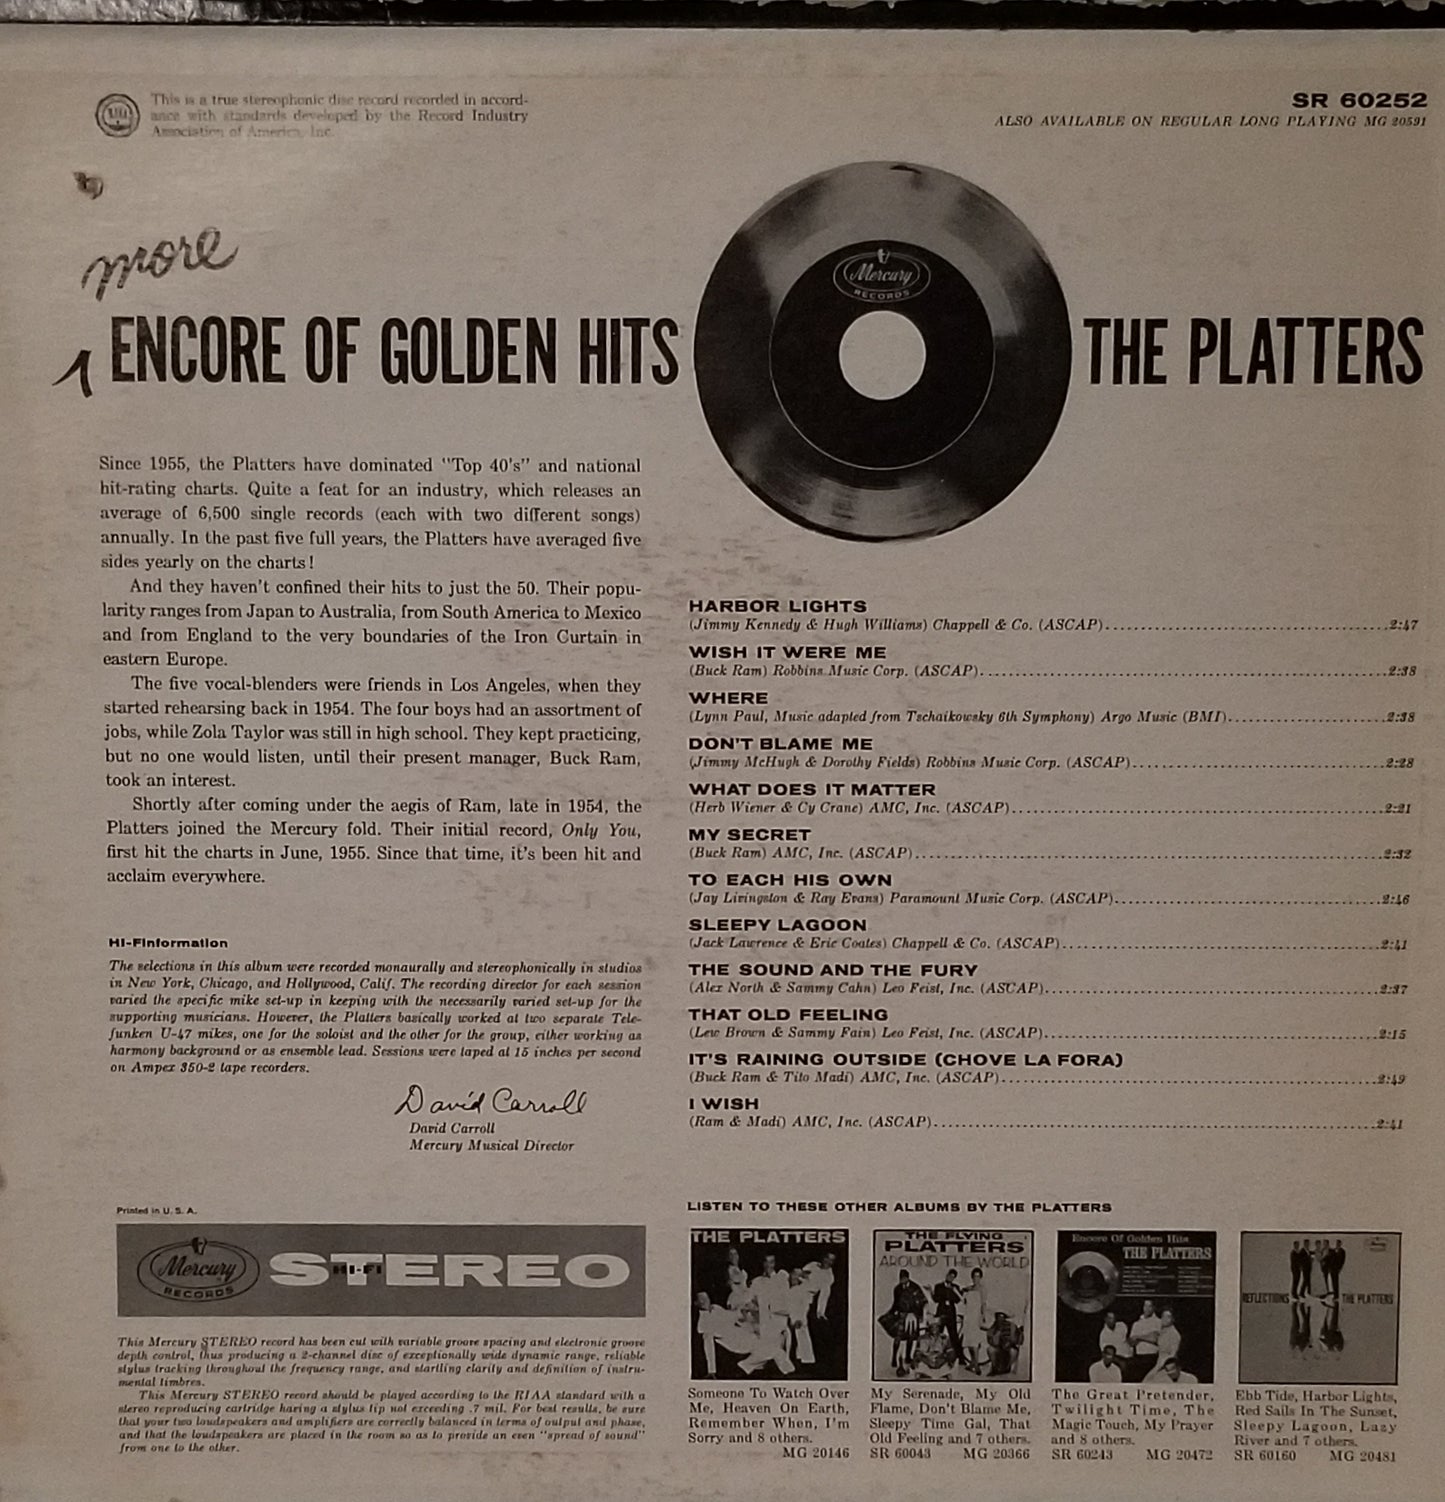 This is a true stereophonic disc record recorded in accord-
ance with standards developed by the Record Industry
Association of America, Inc.
SR 60252
ALSO AVAILABLE ON REGULAR LONG PLAYING MG 20591
more
ENCORE OF GOLDEN HITS
Mercury
RECORDS
THE PLATTERS
Since 1955, the Platters have dominated "Top 40's" and national
hit-rating charts. Quite a feat for an industry, which releases an
average of 6,500 single records (each with two different songs)
annually. In the past five full years, the Platters have averaged five
sides yearly on the charts!
And they haven't confined their hits to just the 50. Their popu-
larity ranges from Japan to Australia, from South America to Mexico
and from England to the very boundaries of the Iron Curtain in
eastern Europe.
The five vocal-blenders were friends in Los Angeles, when they
started rehearsing back in 1954. The four boys had an assortment of
jobs, while Zola Taylor was still in high school. They kept practicing,
but no one would listen, until their present manager, Buck Ram,
took an interest.
Shortly after coming under the aegis of Ram, late in 1954, the
Platters joined the Mercury fold. Their initial record, Only You,
first hit the charts in June, 1955. Since that time, it's been hit and
acclaim everywhere.
HI-FInformation
The selections in this album were recorded monaurally and stereophonically in studios
in New York, Chicago, and Hollywood, Calif. The recording director for each session
varied the specific mike set-up in keeping with the necessarily varied set-up for the
supporting musicians. However, the Platters basically worked at two separate Tele-
funken U-47 mikes, one for the soloist and the other for the group, either working as
harmony background or as ensemble lead. Sessions were taped at 15 inches per second
on Ampex 350-2 tape recorders.
David Carroll
David Carroll
Mercury Musical Director
HARBOR LIGHTS
(Jimmy Kennedy & Hugh Williams) Chappell & Co. (ASCAP) 2:47
WISH IT WERE ME
(Buck Ram) Robbins Music Corp. (ASCAP) 2:38
WHERE
(Lynn Paul, Music adapted from Tschaikowsky 6th Symphony) Argo Music (BMI) 2:38
DON'T BLAME ME
(Jimmy McHugh & Dorothy Fields) Robbins Music Corp. (ASCAP) 2:28
WHAT DOES IT MATTER
(Herb Wiener & Cy Crane) AMC, Inc. (ASCAP) 2:21
MY SECRET
(Buck Ram) AMC, Inc. (ASCAP) 2:32
TO EACH HIS OWN
(Jay Livingston & Ray Evans) Paramount Music Corp. (ASCAP) 2:46
SLEEPY LAGOON
(Jack Lawrence & Eric Coates) Chappell & Co. (ASCAP) 2:41
THE SOUND AND THE FURY
(Alex North & Sammy Cahn) Leo Feist, Inc. (ASCAP) 2:37
THAT OLD FEELING
(Lew Brown & Sammy Fain) Leo Feist, Inc. (ASCAP) 2:15
IT'S RAINING OUTSIDE (CHOVE LA FORA)
(Buck Ram & Tito Madi) AMC, Inc. (ASCAP) 2:49
I WISH
(Ram & Madi) AMC, Inc. (ASCAP) 2:41
Printed in U. S. A.
Mercury
RECORDS
STEREO
HI-FI
This Mercury STEREO record has been cut with variable groove spacing and electronic groove
depth control, thus producing a 2-channel disc of exceptionally wide dynamic range, reliable
stylus tracking throughout the frequency range, and startling clarity and definition of instru-
mental timbres.
This Mercury STEREO record should be played according to the RIAA standard with a
stereo reproducing cartridge having a stylus tip not exceeding .7 mil. For best results, be sure
that your two loudspeakers and amplifiers are correctly balanced in terms of output and phase,
and that the loudspeakers are placed in the room so as to provide an even "spread of sound"
from one to the other.
LISTEN TO THESE OTHER ALBUMS BY THE PLATTERS
THE PLATTERS
Someone To Watch Over
Me, Heaven On Earth,
Remember When, I'm
Sorry and 8 others.
MG 20146
THE FLYING
PLATTERS
AROUND THE WORLD
My Serenade, My Old
Flame, Don't Blame Me,
Sleepy Time Gal, That
Old Feeling and 7 others.
SR 60043 MG 20366
Encore Of Golden Hits
THE PLATTERS
The Great Pretender,
Twilight Time, The
Magic Touch, My Prayer
and 8 others.
SR 60243 MG 20472
REFLECTIONS THE PLATTERS
Ebb Tide, Harbor Lights,
Red Sails In The Sunset,
Sleepy Lagoon, Lazy
River and 7 others.
SR 60160 MG 20481